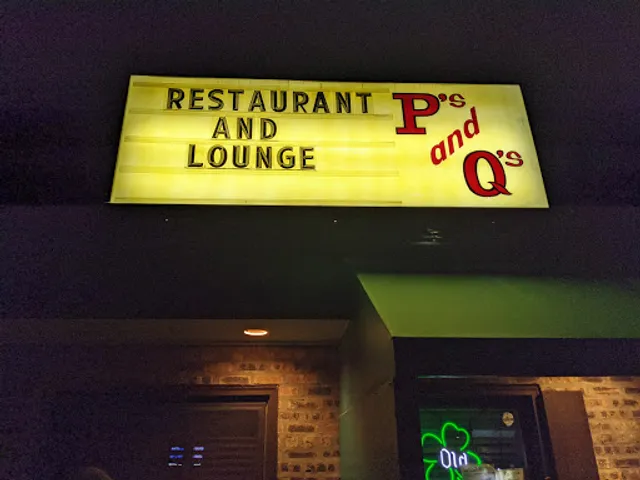 RESTAURANT
AND
LOUNGE
P's
and
Q's
Old